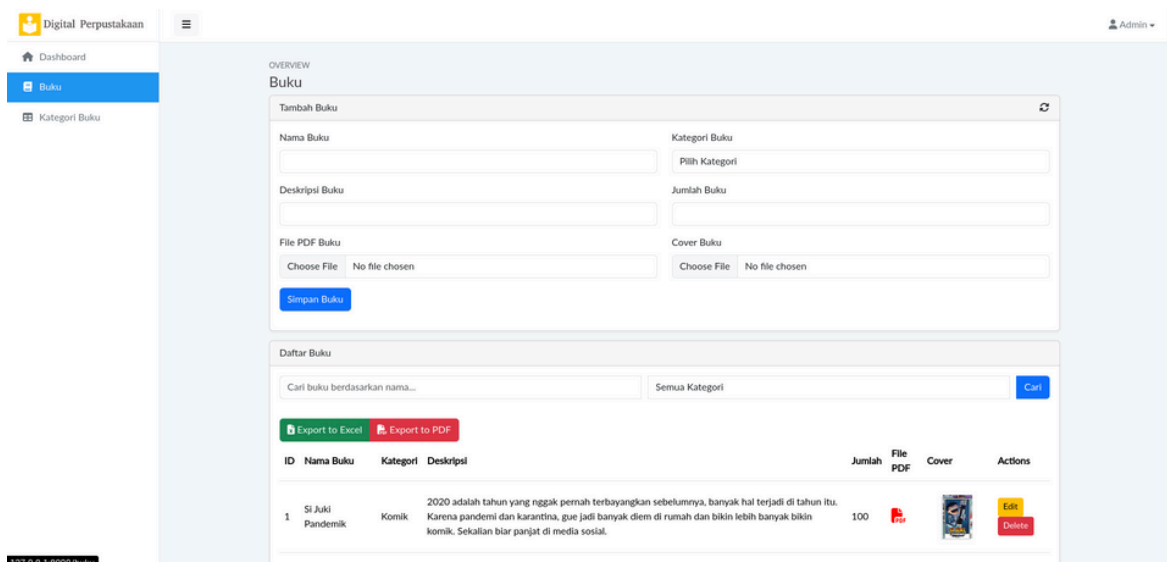 Digital Perpustakaan
Admin
Dashboard
Buku
Kategori Buku
OVERVIEW
Buku
Tambah Buku
Nama Buku
Kategori Buku
Pilih Kategori
Deskripsi Buku
Jumlah Buku
File PDF Buku
Cover Buku
Choose File No file chosen
Choose File No file chosen
Simpan Buku
Daftar Buku
Cari buku berdasarkan nama...
Semua Kategori
Cari
Export to Excel
Export to PDF
ID Nama Buku Kategori Deskripsi Jumlah File PDF Cover Actions
1 Si Juki Pandemik Komik
2020 adalah tahun yang nggak pernah terbayangkan sebelumnya, banyak hal terjadi di tahun itu.
Karena pandemi dan karantina, gue jadi banyak diem di rumah dan bikin lebih banyak bikin
komik. Sekalian biar panjat di media sosial.
100
PDF
Edit
Delete